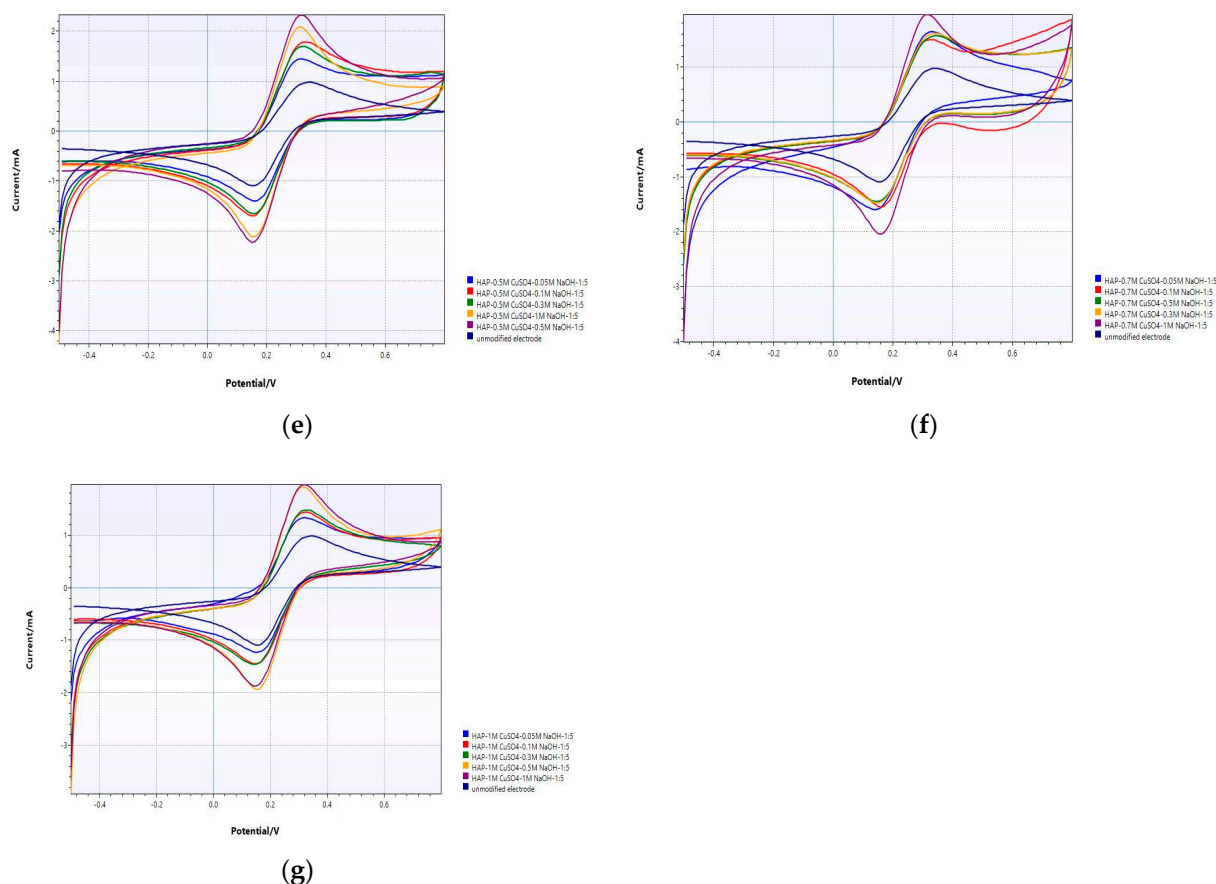 2
1
0
-1
-2
-3
-4
-0.4
-0.2
0.0
0.2
0.4
0.6
Current/mA
Potential/V
HAP-0.5M CuSO4-0.05M NaOH-1:5
HAP-0.5M CuSO4-0.1M NaOH-1:5
HAP-0.5M CuSO4-0.3M NaOH-1:5
HAP-0.5M CuSO4-1M NaOH-1:5
HAP-0.5M CuSO4-0.5M NaOH-1:5
unmodified electrode
(e)
1
0
-1
-2
-3
-4
-0.4
-0.2
0.0
0.2
0.4
0.6
Current/mA
Potential/V
HAP-0.7M CuSO4-0.05M NaOH-1:5
HAP-0.7M CuSO4-0.1M NaOH-1:5
HAP-0.7M CuSO4-0.5M NaOH-1:5
HAP-0.7M CuSO4-0.3M NaOH-1:5
HAP-0.7M CuSO4-1M NaOH-1:5
unmodified electrode
(f)
1
0
-1
-2
-3
-0.4
-0.2
0.0
0.2
0.4
0.6
Current/mA
Potential/V
HAP-1M CuSO4-0.05M NaOH-1:5
HAP-1M CuSO4-0.1M NaOH-1:5
HAP-1M CuSO4-0.3M NaOH-1:5
HAP-1M CuSO4-0.5M NaOH-1:5
HAP-1M CuSO4-1M NaOH-1:5
unmodified electrode
(g)